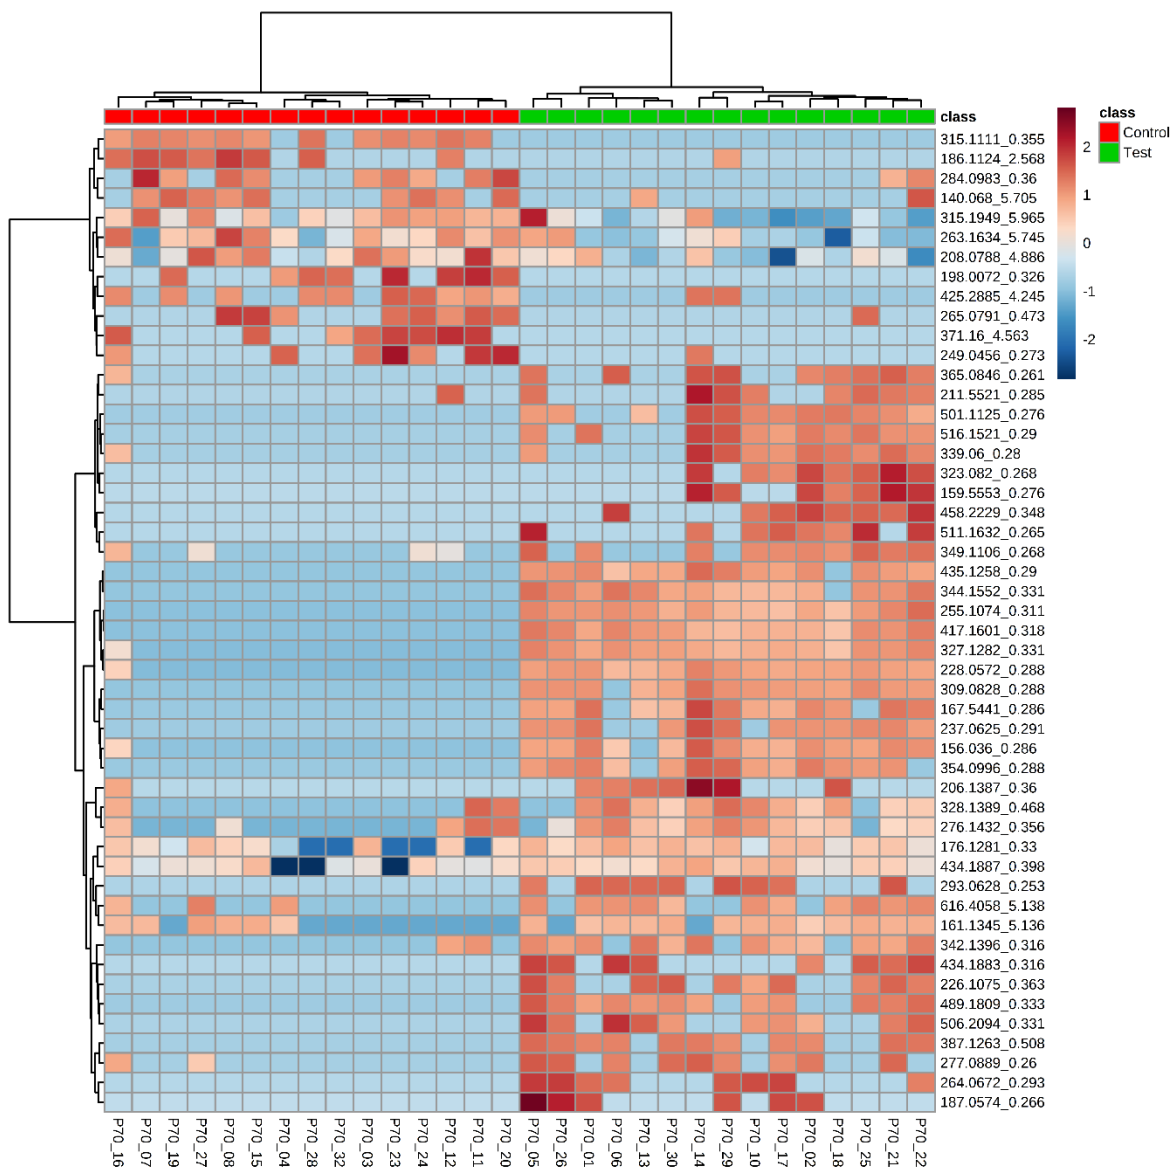 class
315.1111_0.355
186.1124_2.568
284.0983_0.36
140.068_5.705
315.1949_5.965
263.1634_5.745
208.0788_4.886
198.0072_0.326
425.2885_4.245
265.0791_0.473
371.16_4.563
249.0456_0.273
365.0846_0.261
211.5521_0.285
501.1125_0.276
516.1521_0.29
339.06_0.28
323.082_0.268
159.5553_0.276
458.2229_0.348
511.1632_0.265
349.1106_0.268
435.1258_0.29
344.1552_0.331
255.1074_0.311
417.1601_0.318
327.1282_0.331
228.0572_0.288
309.0828_0.288
167.5441_0.286
237.0625_0.291
156.036_0.286
354.0996_0.288
206.1387_0.36
328.1389_0.468
276.1432_0.356
176.1281_0.33
434.1887_0.398
293.0628_0.253
616.4058_5.138
161.1345_5.136
342.1396_0.316
434.1883_0.316
226.1075_0.363
489.1809_0.333
506.2094_0.331
387.1263_0.508
277.0889_0.26
264.0672_0.293
187.0574_0.266
2
1
0
-1
-2
class
Control
Test
P70_16
P70_07
P70_19
P70_27
P70_08
P70_15
P70_04
P70_28
P70_32
P70_03
P70_23
P70_24
P70_12
P70_11
P70_20
P70_05
P70_26
P70_01
P70_06
P70_13
P70_30
P70_14
P70_29
P70_10
P70_17
P70_02
P70_18
P70_25
P70_21
P70_22